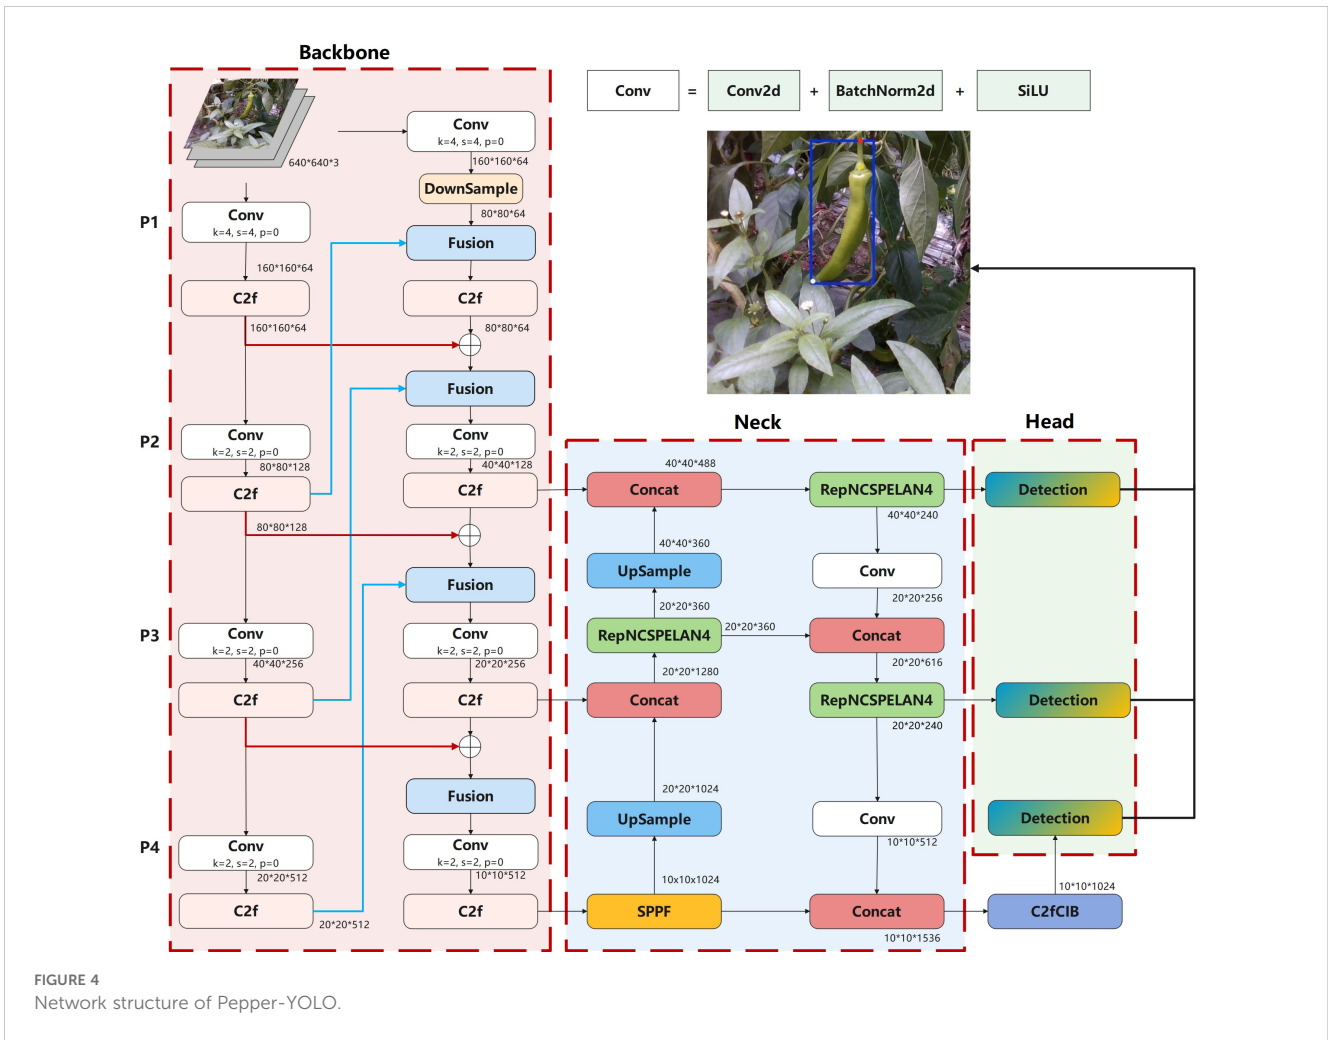 Backbone
640*640*3
Conv
k=4, s=4, p=0
160*160*64
DownSample
80*80*64
P1
Conv
k=4, s=4, p=0
Fusion
160*160*64
C2f
C2f
160*160*64
80*80*64
Fusion
P2
Conv
k=2, s=2, p=0
Conv
k=2, s=2, p=0
80*80*128
40*40*128
C2f
C2f
80*80*128
Fusion
P3
Conv
k=2, s=2, p=0
Conv
k=2, s=2, p=0
40*40*256
20*20*256
C2f
C2f
Fusion
P4
Conv
k=2, s=2, p=0
Conv
k=2, s=2, p=0
20*20*512
10*10*512
C2f
C2f
20*20*512
Conv = Conv2d + BatchNorm2d + SiLU
Neck
40*40*488
Concat
RepNCSPELAN4
40*40*240
40*40*360
UpSample
Conv
20*20*360
20*20*256
RepNCSPELAN4
20*20*360
Concat
20*20*1280
20*20*616
Concat
RepNCSPELAN4
20*20*240
20*20*1024
UpSample
Conv
10*10*512
10x10x1024
SPPF
Concat
10*10*1536
Head
Detection
Detection
Detection
10*10*1024
C2fCIB
FIGURE 4
Network structure of Pepper-YOLO.